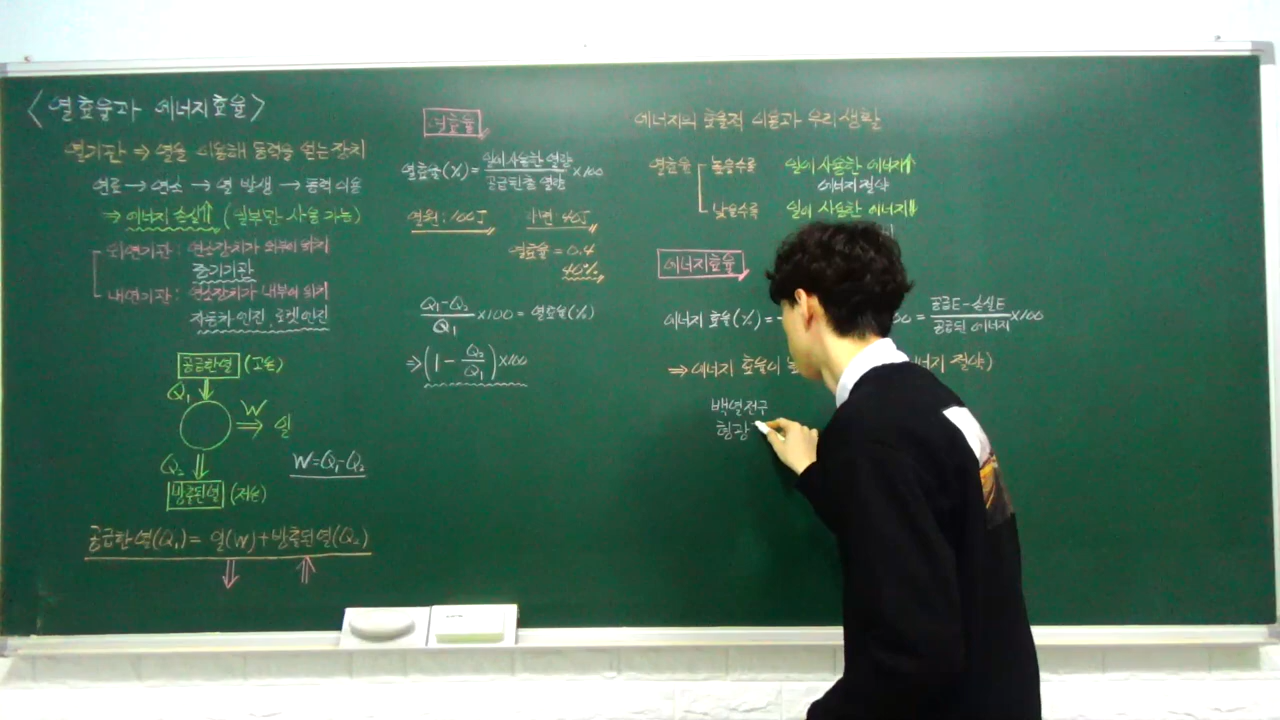 <열효율과 에너지효율>
열기관 ⇒ 열을 이용해 동력을 얻는 장치
연료 → 연소 → 열 발생 → 동력 이용
⇒ 에너지 손실↑ (일부만 사용 가능)
외연기관 : 연소장치가 외부에 위치
증기기관
내연기관 : 연소장치가 내부에 위치
자동차 엔진, 로켓 엔진
공급한 열 (고온)
Q₁
W
일
Q₂
방출된 열 (저온)
W=Q₁-Q₂
공급한 열(Q₁) = 일(W)+방출된 열(Q₂)
열효율
열효율(%) = 일에 사용한 열량 / 공급된 총 열량 ×100
열원 : 100J
40J
열효율 = 0.4
40%
Q₁-Q₂ / Q₁ ×100 = 열효율(%)
⇒ (1 - Q₂/Q₁)×100
에너지의 효율적 이용과 우리 생활
열효율
높을수록 일에 사용한 에너지↑
에너지 절약
낮을수록 일에 사용한 에너지↓
에너지효율
에너지 효율(%) =
00 = 공급E-손실E / 공급된 에너지 ×100
⇒ 에너지 효율이
너지 절약)
백열전구
형광